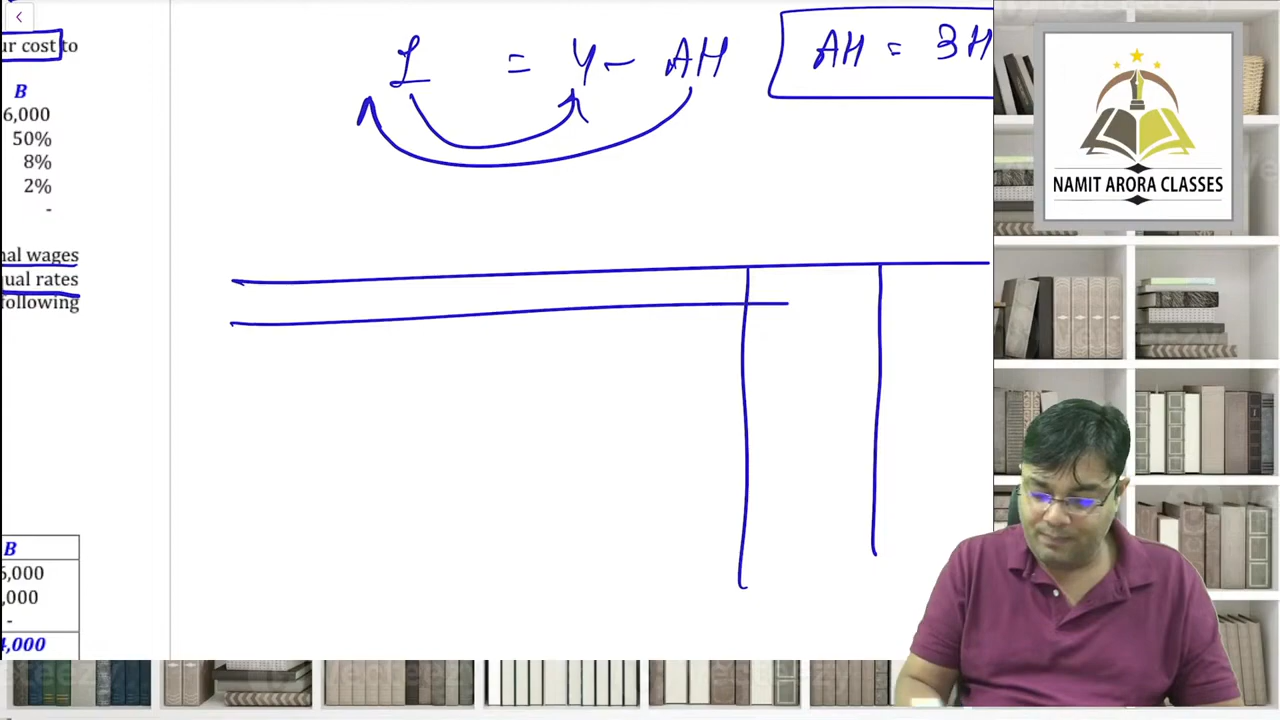 ur cost to
B
6,000
50%
8%
2%
-
nal wages
qual rates
following
B
6,000
,000
-
4,000
L = Y - AH
AH = 3H
NAMIT ARORA CLASSES